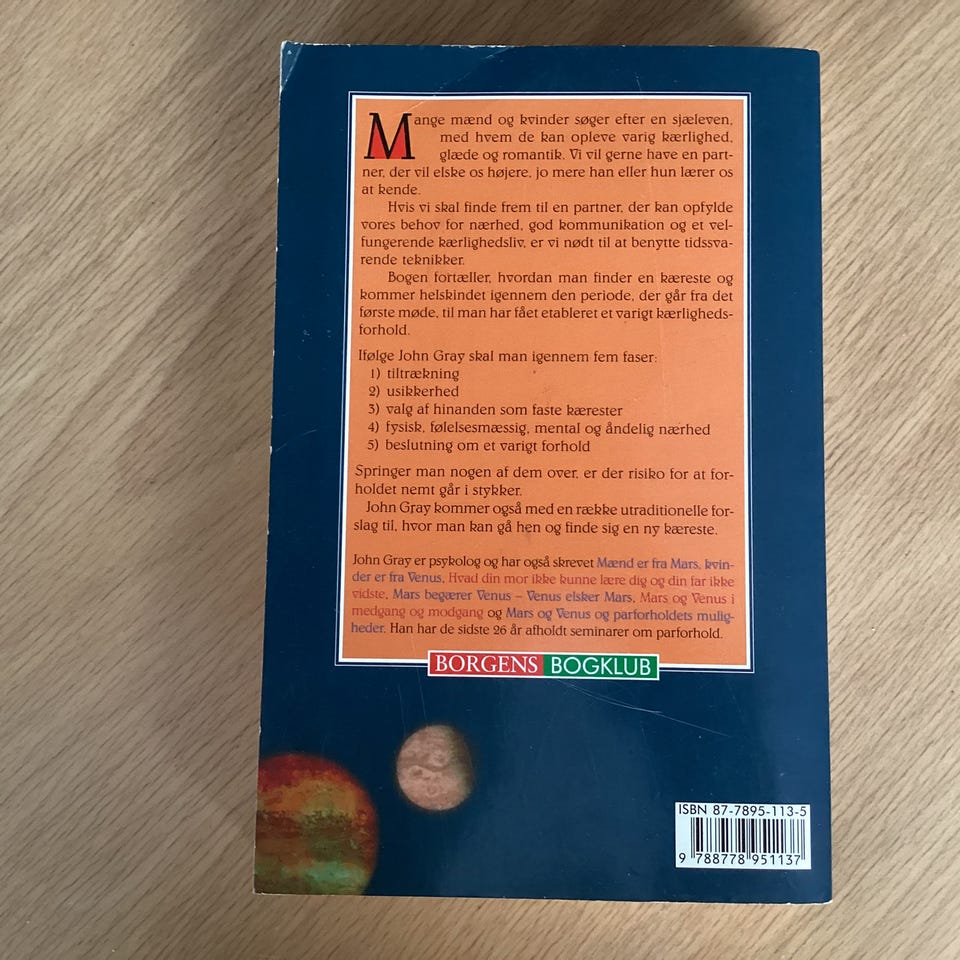 Mange mænd og kvinder søger efter en sjæleven,
med hvem de kan opleve varig kærlighed,
glæde og romantik. Vi vil gerne have en part-
ner, der vil elske os højere, jo mere han eller hun lærer os
at kende.
Hvis vi skal finde frem til en partner, der kan opfylde
vores behov for nærhed, god kommunikation og et vel-
fungerende kærlighedsliv, er vi nødt til at benytte tidssva-
rende teknikker.
Bogen fortæller, hvordan man finder en kæreste og
kommer helskindet igennem den periode, der går fra det
første møde, til man har fået etableret et varigt kærligheds-
forhold.
Ifølge John Gray skal man igennem fem faser:
1) tiltrækning
2) usikkerhed
3) valg af hinanden som faste kærester
4) fysisk, følelsesmæssig, mental og åndelig nærhed
5) beslutning om et varigt forhold
Springer man nogen af dem over, er der risiko for at for-
holdet nemt går i stykker.
John Gray kommer også med en række utraditionelle for-
slag til, hvor man kan gå hen og finde sig en ny kæreste.
John Gray er psykolog og har også skrevet Mænd er fra Mars, kvin-
der er fra Venus, Hvad din mor ikke kunne lære dig og din far ikke
vidste, Mars begærer Venus – Venus elsker Mars, Mars og Venus i
medgang og modgang og Mars og Venus og parforholdets mulig-
heder. Han har de sidste 26 år afholdt seminarer om parforhold.
BORGENS BOGKLUB
ISBN 87-7895-113-5
9 788778 951137